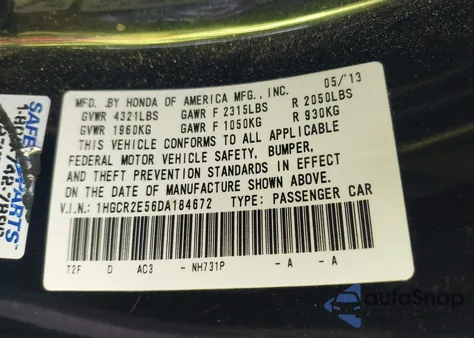 MFD. BY HONDA OF AMERICA MFG., INC. 05/'13
GVWR 4321LBS GAWR F 2315LBS R 2050LBS
GVWR 1960KG GAWR F 1050KG R 930KG
THIS VEHICLE CONFORMS TO ALL APPLICABLE
FEDERAL MOTOR VEHICLE SAFETY, BUMPER,
AND THEFT PREVENTION STANDARDS IN EFFECT
ON THE DATE OF MANUFACTURE SHOWN ABOVE.
V.I.N.: 1HGCR2E56DA184672 TYPE: PASSENGER CAR
T2F D AC3 - NH731P - A - A
SAFE PARTS
autoSnap